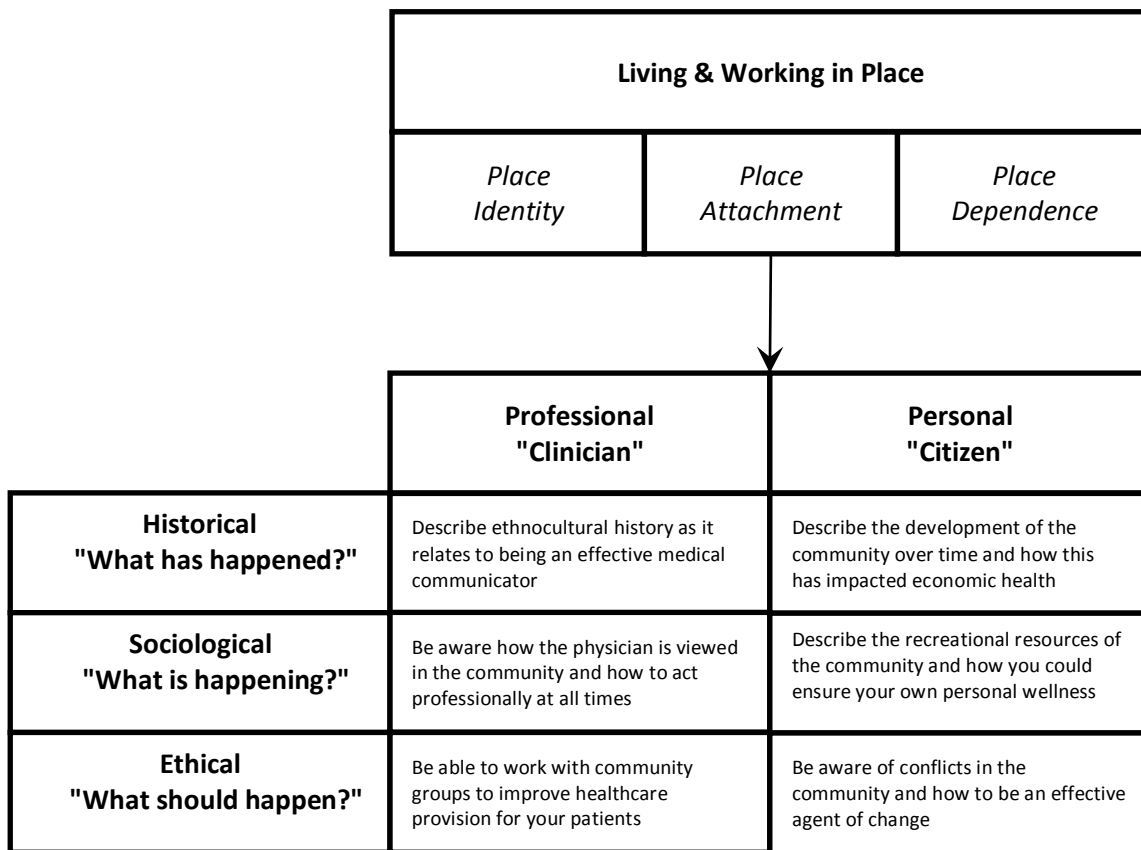 Living & Working in Place
Place
Identity
Place
Attachment
Place
Dependence
Professional
"Clinician"
Personal
"Citizen"
Historical
"What has happened?"
Describe ethnocultural history as it
relates to being an effective medical
communicator
Describe the development of the
community over time and how this
has impacted economic health
Sociological
"What is happening?"
Be aware how the physician is viewed
in the community and how to act
professionally at all times
Describe the recreational resources of
the community and how you could
ensure your own personal wellness
Ethical
"What should happen?"
Be able to work with community
groups to improve healthcare
provision for your patients
Be aware of conflicts in the
community and how to be an effective
agent of change